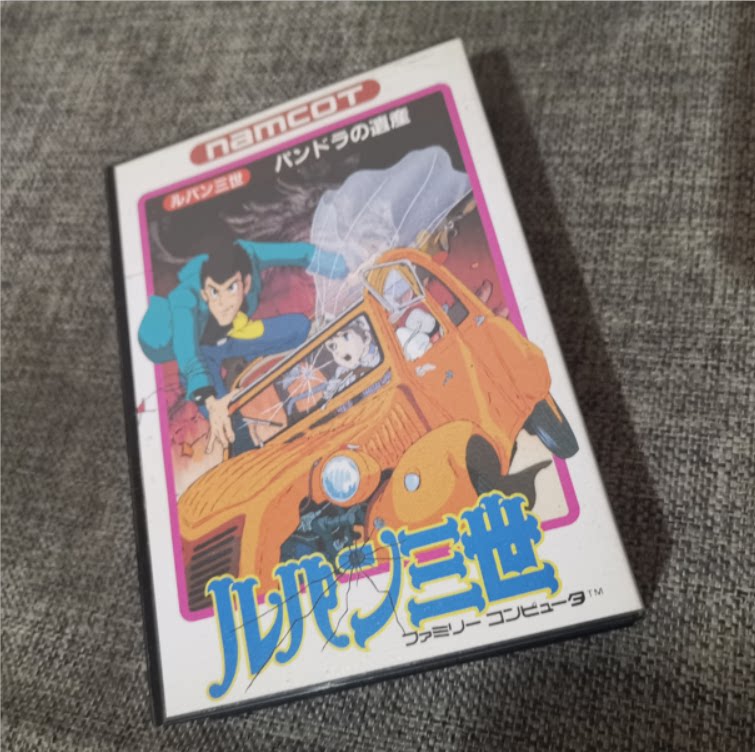 namcot
パンドラの遺産
ルパン三世
ルパン三世
ファミリー コンピュータ™